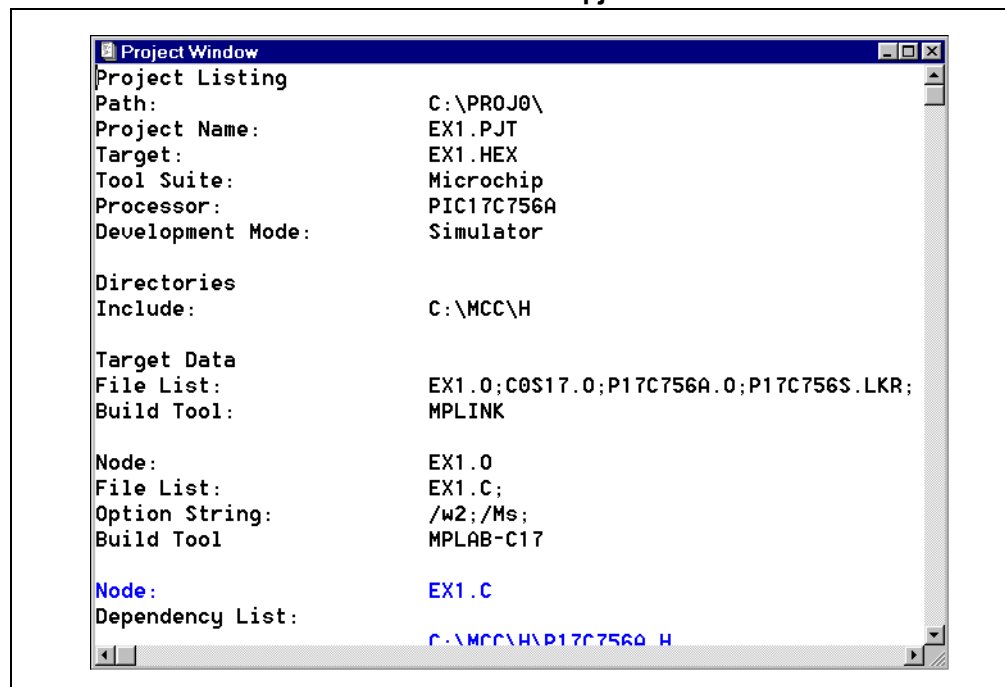 Project Window
Project Listing
Path: C:\PROJ0\
Project Name: EX1.PJT
Target: EX1.HEX
Tool Suite: Microchip
Processor: PIC17C756A
Development Mode: Simulator
Directories
Include: C:\MCC\H
Target Data
File List: EX1.O;C0S17.O;P17C756A.O;P17C756S.LKR;
Build Tool: MPLINK
Node: EX1.O
File List: EX1.C;
Option String: /w2;/Ms;
Build Tool MPLAB-C17
Node: EX1.C
Dependency List:
C:\MCC\H\P17C756A.H